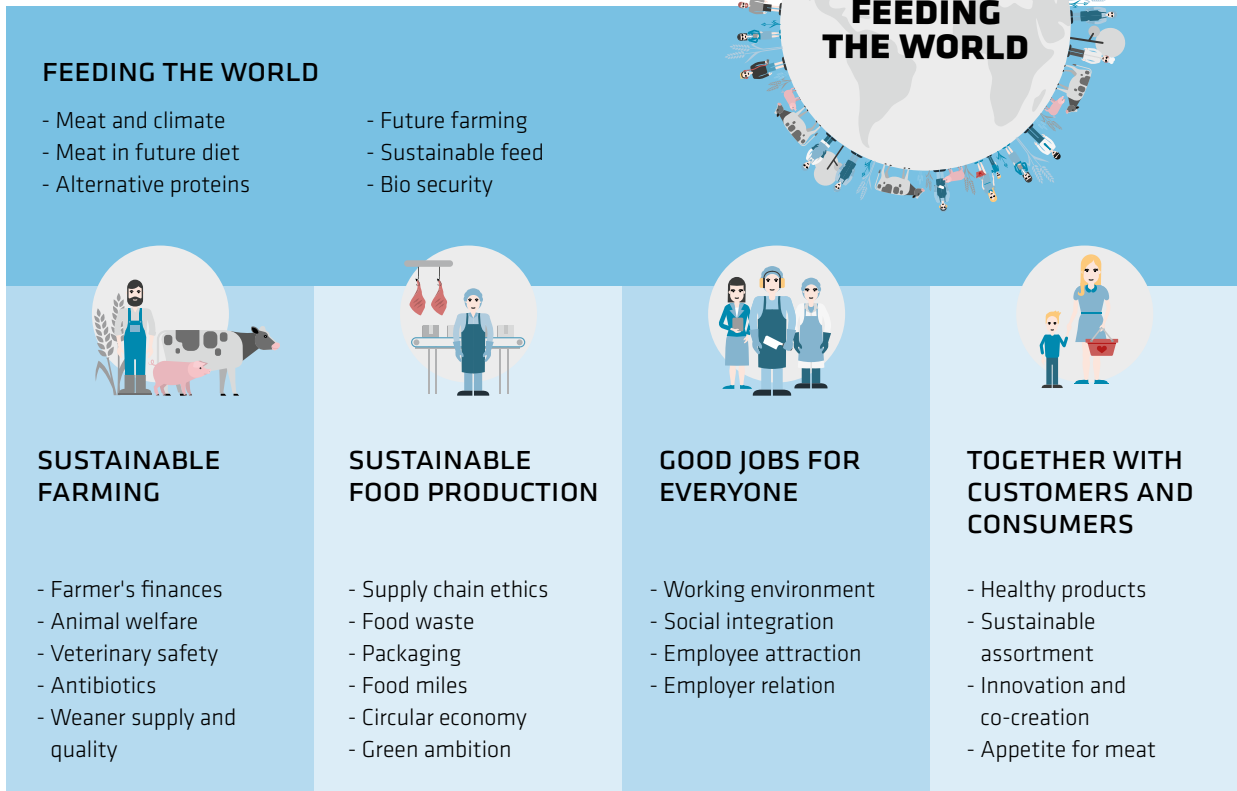 FEEDING
THE WORLD
FEEDING THE WORLD
- Meat and climate
- Meat in future diet
- Alternative proteins
- Future farming
- Sustainable feed
- Bio security
SUSTAINABLE
FARMING
- Farmer's finances
- Animal welfare
- Veterinary safety
- Antibiotics
- Weaner supply and
quality
SUSTAINABLE
FOOD PRODUCTION
- Supply chain ethics
- Food waste
- Packaging
- Food miles
- Circular economy
- Green ambition
GOOD JOBS FOR
EVERYONE
- Working environment
- Social integration
- Employee attraction
- Employer relation
TOGETHER WITH
CUSTOMERS AND
CONSUMERS
- Healthy products
- Sustainable
assortment
- Innovation and
co-creation
- Appetite for meat